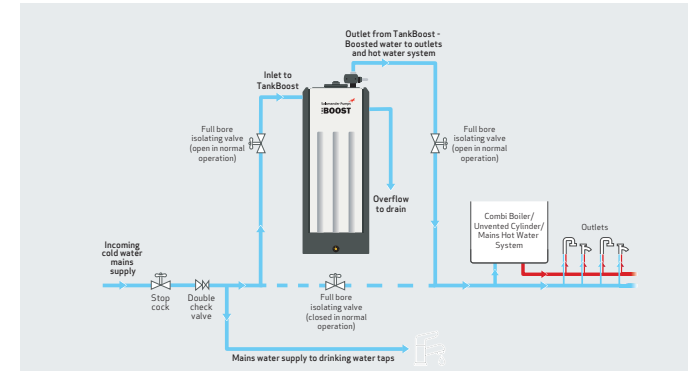 Outlet from TankBoost -
Boosted water to outlets
and hot water system
Inlet to
TankBoost
Salamander Pumps
TANK BOOST
Full bore
isolating valve
(open in normal
operation)
Full bore
isolating valve
(open in normal
operation)
Overflow
to drain
Combi Boiler/
Unvented Cylinder/
Mains Hot Water
System
Outlets
Incoming
cold water
mains
supply
Stop
cock
Double
check
valve
Full bore
isolating valve
(closed in normal
operation)
Mains water supply to drinking water taps